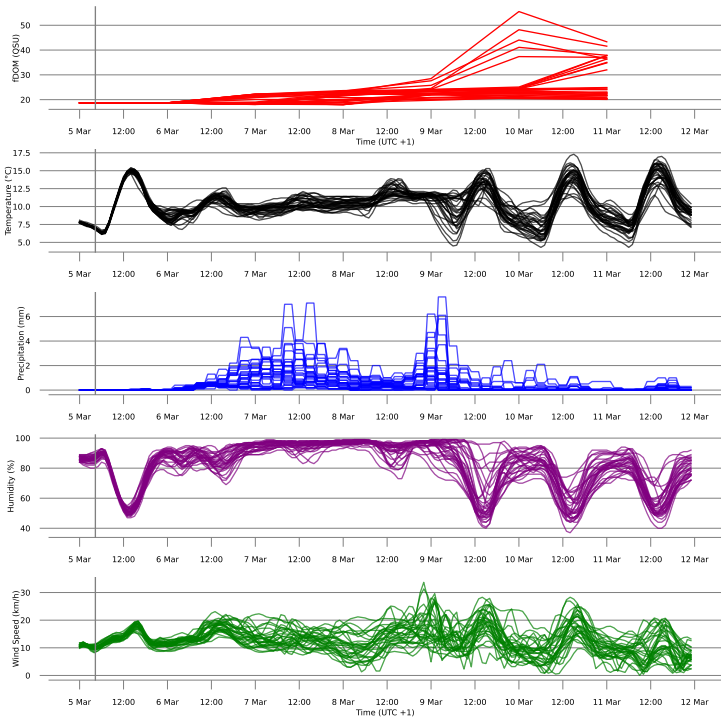 fDOM (QSU)
50
40
30
20
5 Mar 12:00 6 Mar 12:00 7 Mar 12:00 8 Mar 12:00 9 Mar 12:00 10 Mar 12:00 11 Mar 12:00 12 Mar
Time (UTC +1)
Temperature (°C)
17.5
15.0
12.5
10.0
7.5
5.0
5 Mar 12:00 6 Mar 12:00 7 Mar 12:00 8 Mar 12:00 9 Mar 12:00 10 Mar 12:00 11 Mar 12:00 12 Mar
Precipitation (mm)
6
4
2
0
5 Mar 12:00 6 Mar 12:00 7 Mar 12:00 8 Mar 12:00 9 Mar 12:00 10 Mar 12:00 11 Mar 12:00 12 Mar
Humidity (%)
100
80
60
40
5 Mar 12:00 6 Mar 12:00 7 Mar 12:00 8 Mar 12:00 9 Mar 12:00 10 Mar 12:00 11 Mar 12:00 12 Mar
Wind Speed (km/h)
30
20
10
0
5 Mar 12:00 6 Mar 12:00 7 Mar 12:00 8 Mar 12:00 9 Mar 12:00 10 Mar 12:00 11 Mar 12:00 12 Mar
Time (UTC +1)